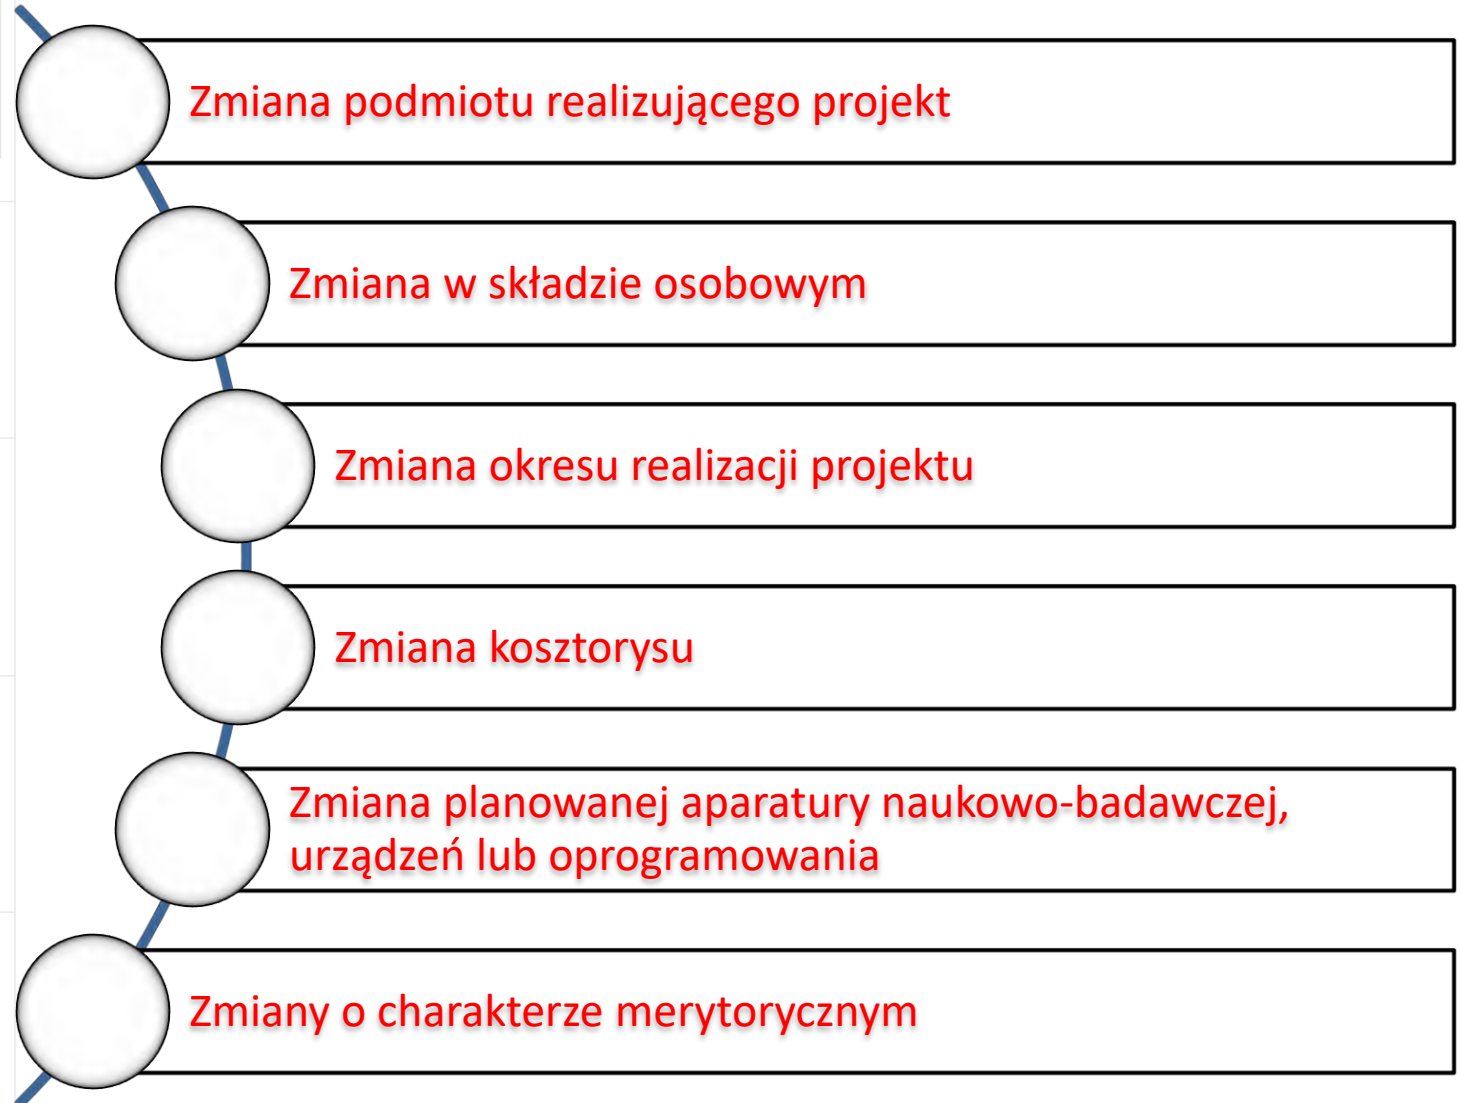 Zmiana podmiotu realizującego projekt
Zmiana w składzie osobowym
Zmiana okresu realizacji projektu
Zmiana kosztorysu
Zmiana planowanej aparatury naukowo-badawczej,
urządzeń lub oprogramowania
Zmiany o charakterze merytorycznym